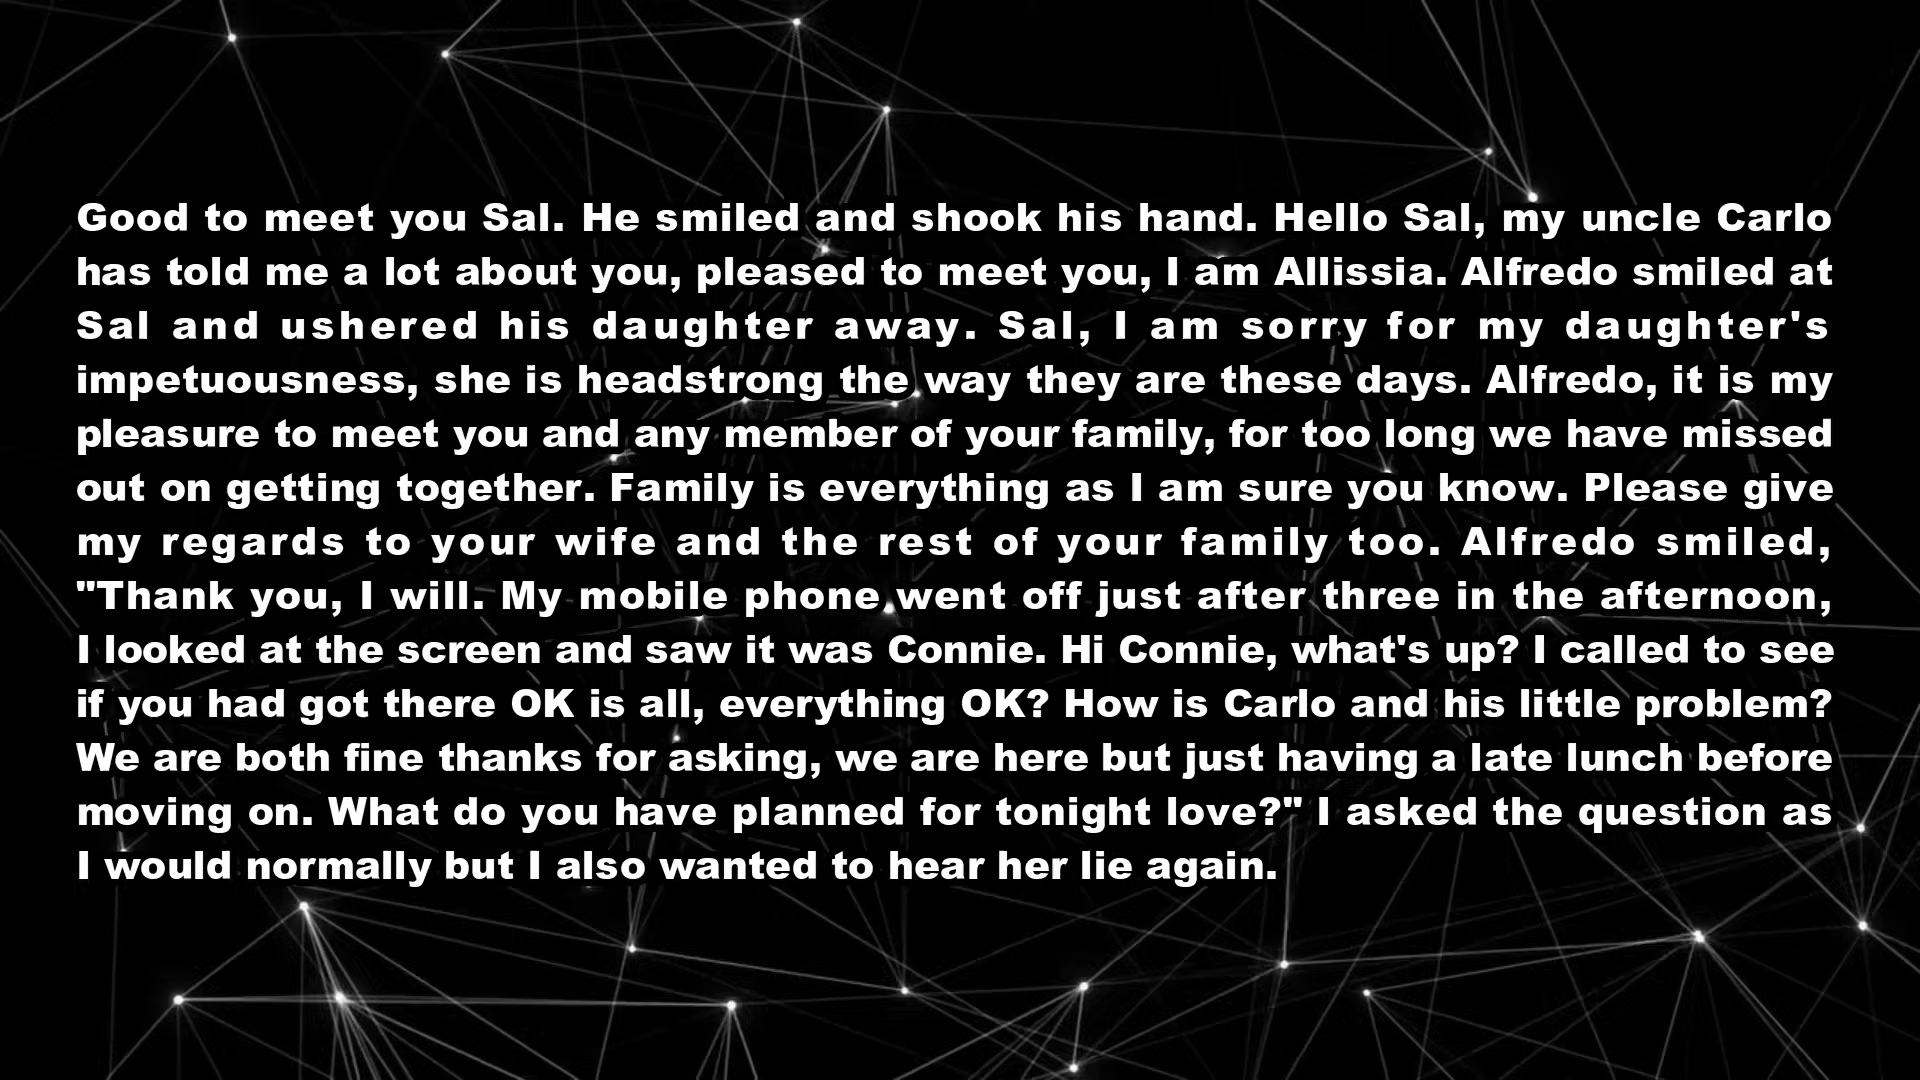 Good to meet you Sal. He smiled and shook his hand. Hello Sal, my uncle Carlo
has told me a lot about you, pleased to meet you, I am Allissia. Alfredo smiled at
Sal and ushered his daughter away. Sal, I am sorry for my daughter's
impetuousness, she is headstrong the way they are these days. Alfredo, it is my
pleasure to meet you and any member of your family, for too long we have missed
out on getting together. Family is everything as I am sure you know. Please give
my regards to your wife and the rest of your family too. Alfredo smiled,
"Thank you, I will. My mobile phone went off just after three in the afternoon,
I looked at the screen and saw it was Connie. Hi Connie, what's up? I called to see
if you had got there OK is all, everything OK? How is Carlo and his little problem?
We are both fine thanks for asking, we are here but just having a late lunch before
moving on. What do you have planned for tonight love?" I asked the question as
I would normally but I also wanted to hear her lie again.